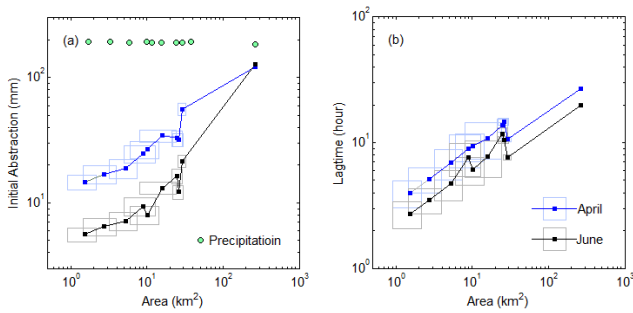 (a)
Initial Abstraction (mm)
10²
10¹
Precipitatioin
10⁰ 10¹ 10² 10³
Area (km²)
(b)
Lagtime (hour)
10²
10¹
10⁰
April
June
10⁰ 10¹ 10² 10³
Area (km²)